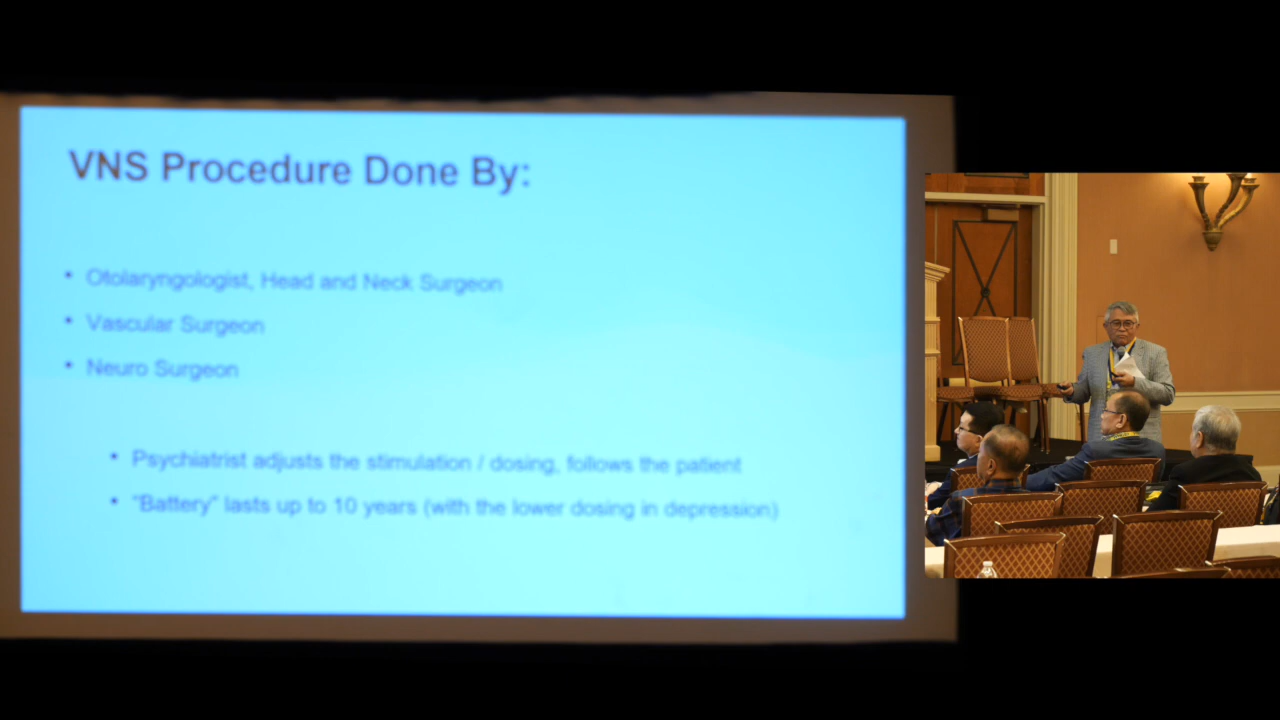 VNS Procedure Done By:
• Otolaryngologist, Head and Neck Surgeon
• Vascular Surgeon
• Neuro Surgeon
• Psychiatrist adjusts the stimulation / dosing, follows the patient
• "Battery" lasts up to 10 years (with the lower dosing in depression)